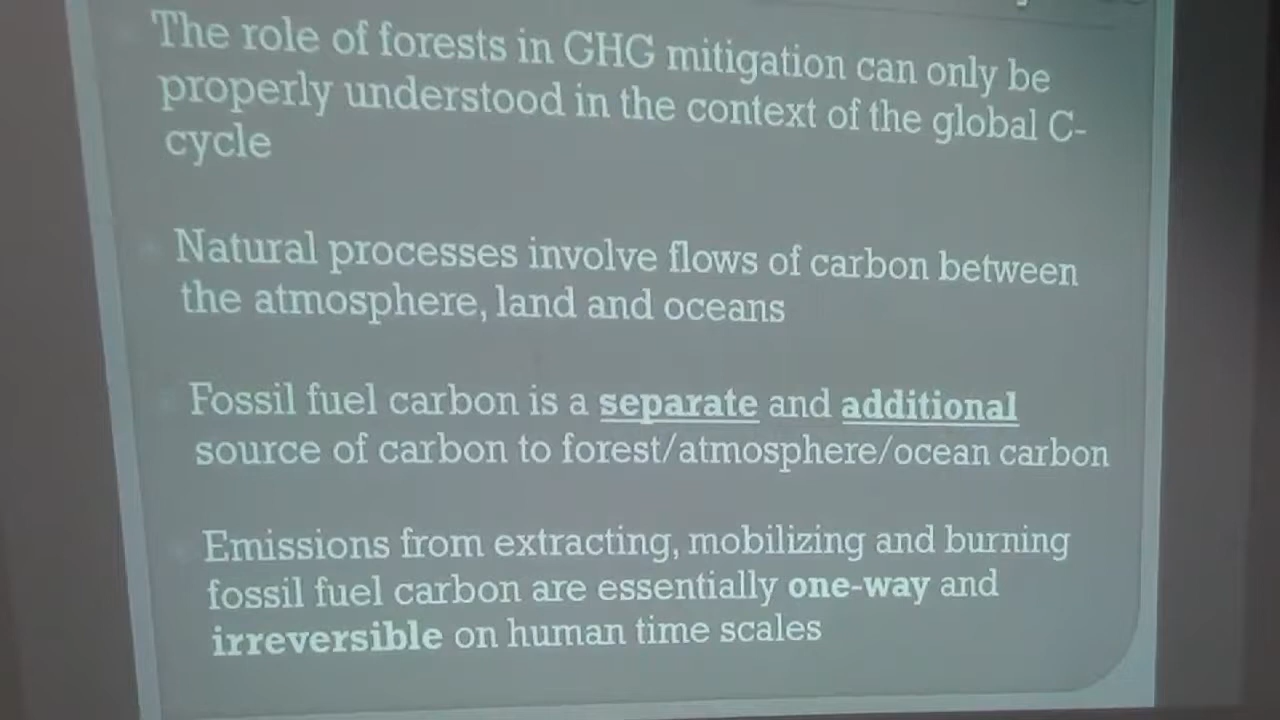 The role of forests in GHG mitigation can only be
properly understood in the context of the global C-
cycle
Natural processes involve flows of carbon between
the atmosphere, land and oceans
Fossil fuel carbon is a separate and additional
source of carbon to forest/atmosphere/ocean carbon
Emissions from extracting, mobilizing and burning
fossil fuel carbon are essentially one-way and
irreversible on human time scales